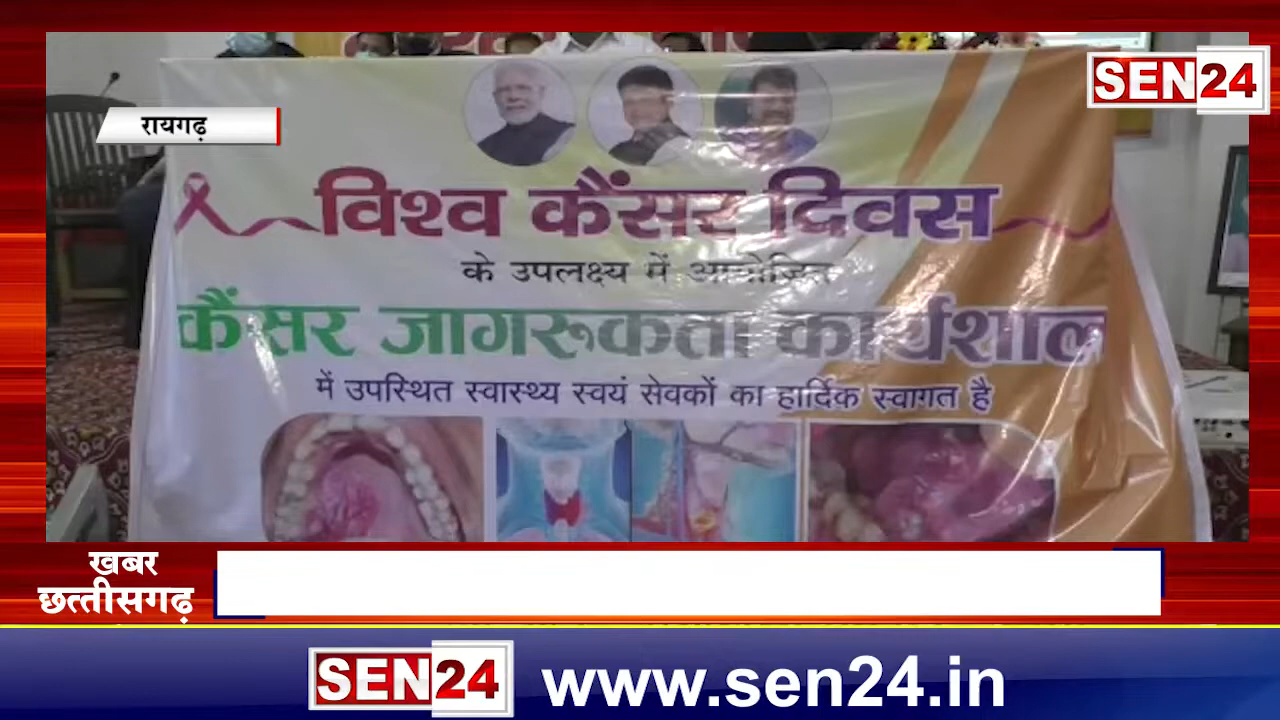 SEN24
रायगढ़
विश्व कैंसर दिवस
के उपलक्ष्य में आयोजित
कैंसर जागरूकता कार्यशाल
में उपस्थित स्वास्थ्य स्वयं सेवकों का हार्दिक स्वागत है
खबर
छत्तीसगढ़
SEN24 www.sen24.in